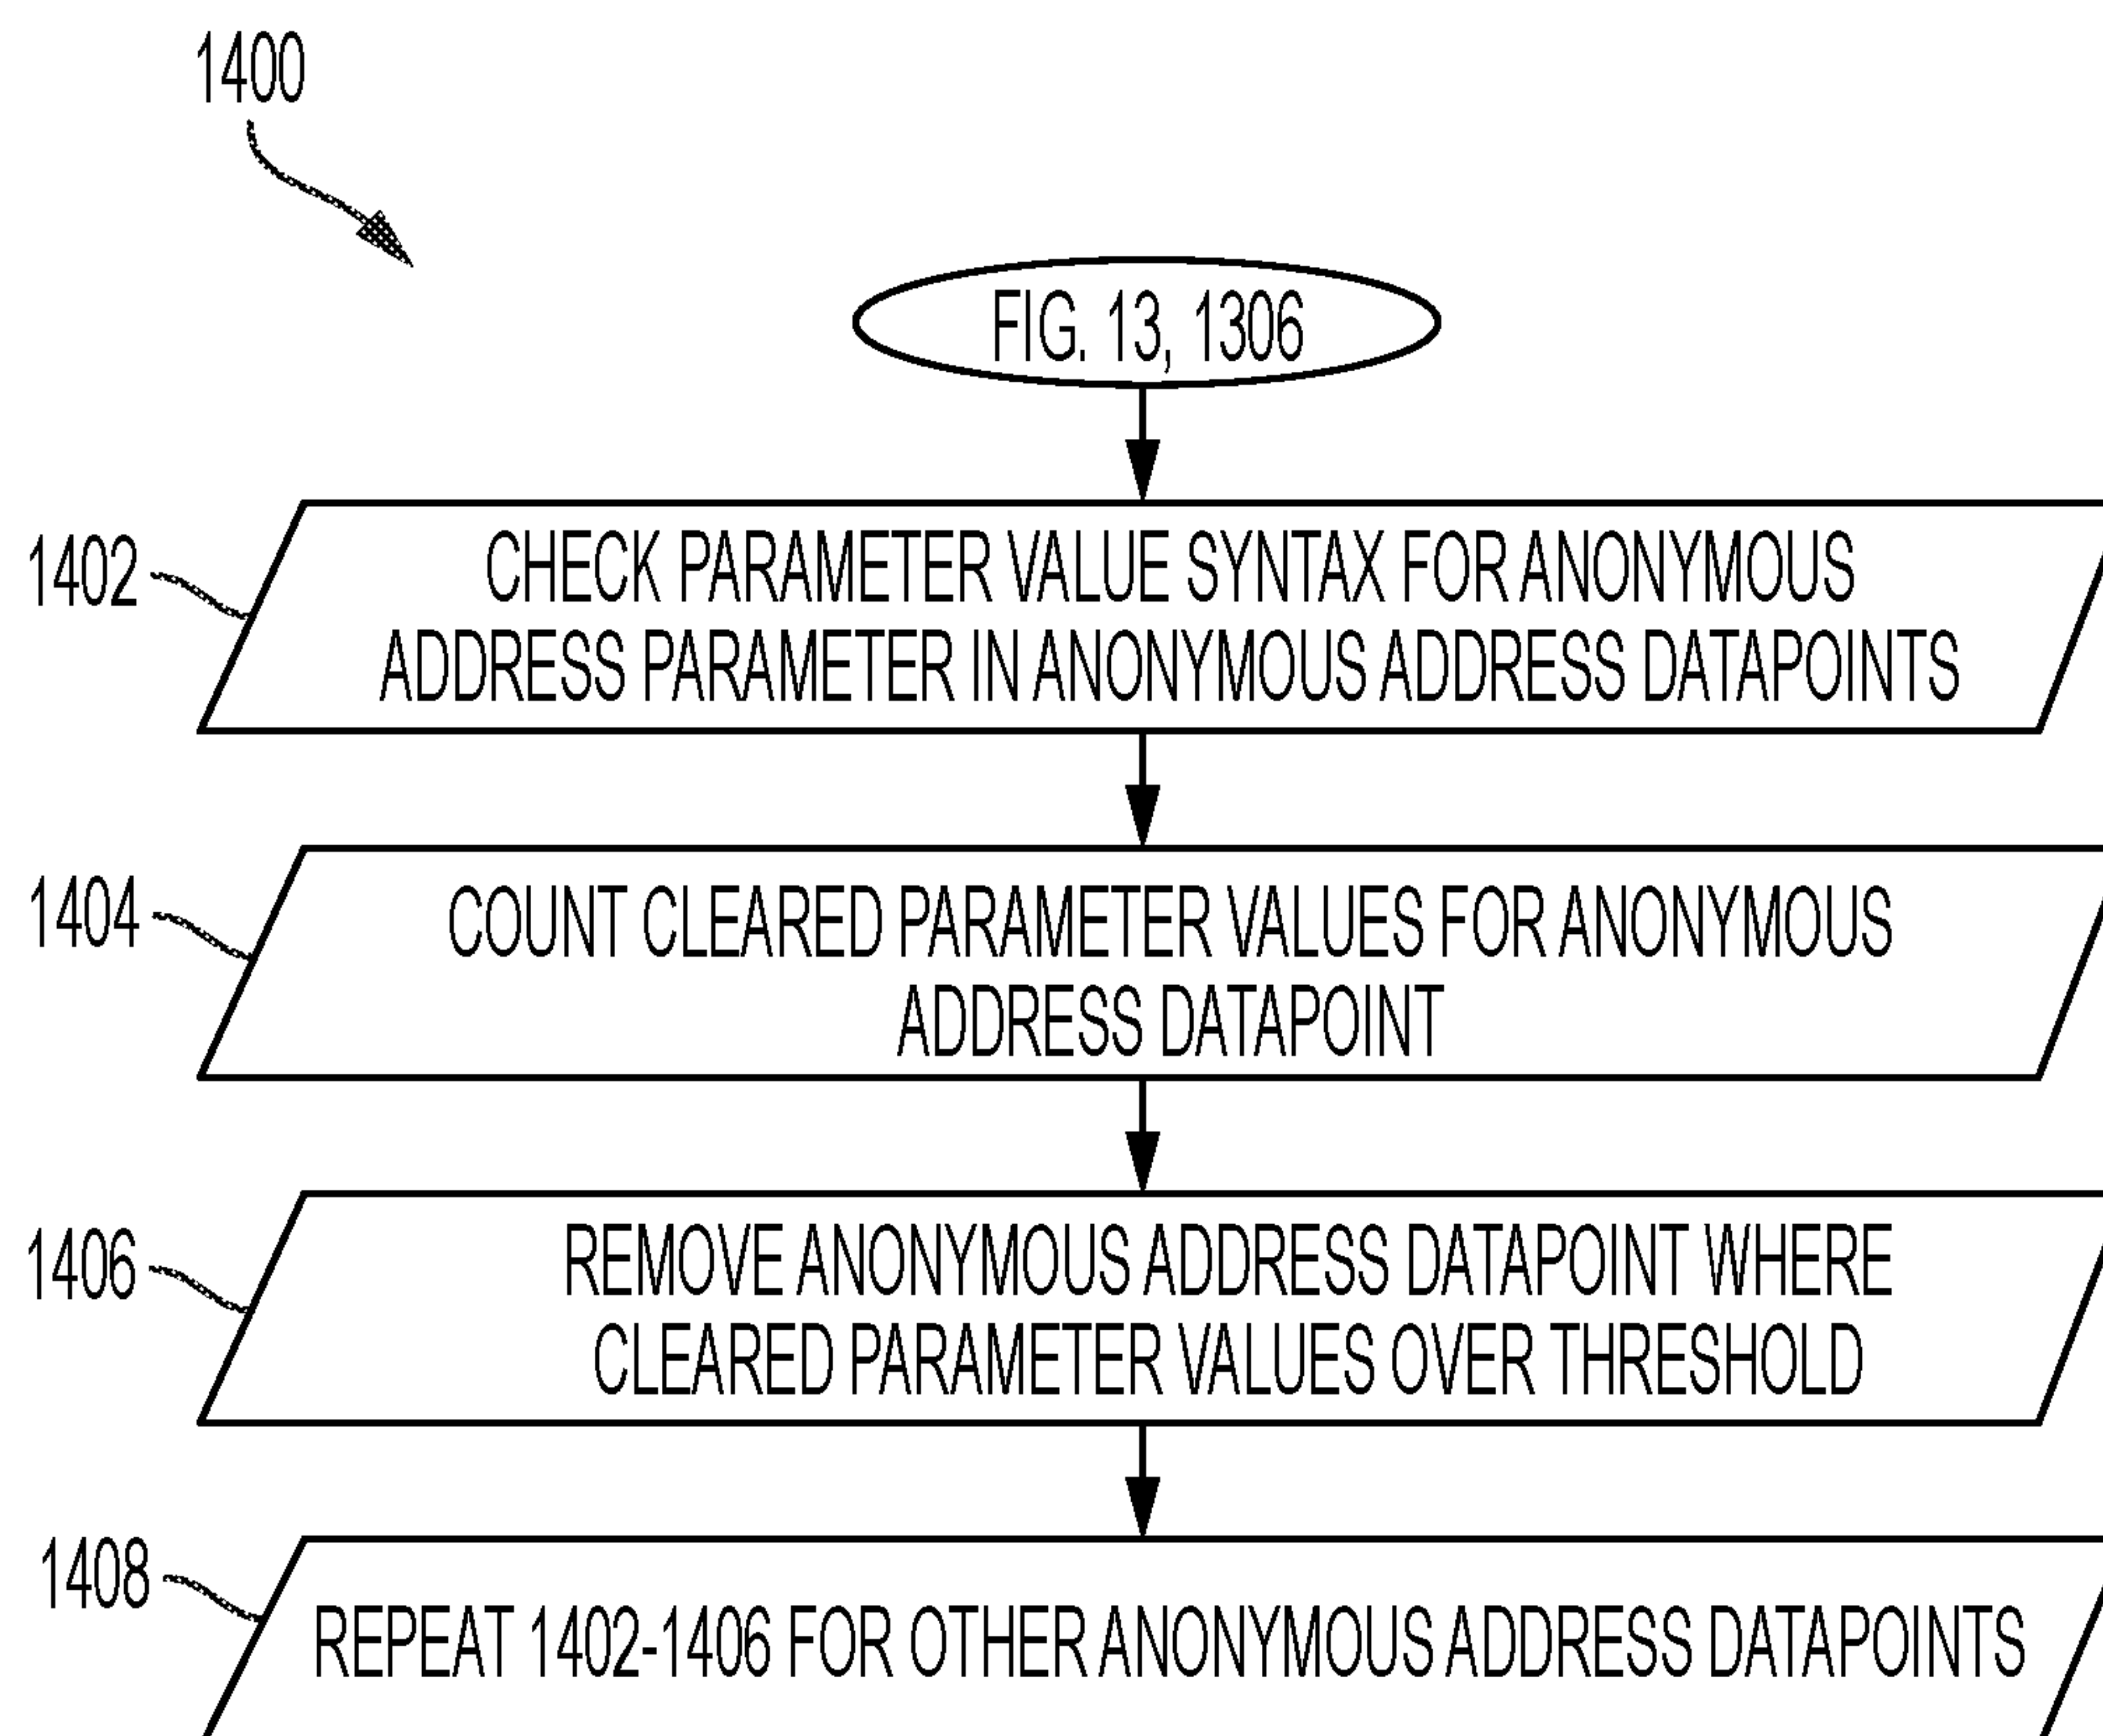 1400
FIG. 13, 1306
1402
CHECK PARAMETER VALUE SYNTAX FOR ANONYMOUS
ADDRESS PARAMETER IN ANONYMOUS ADDRESS DATAPOINTS
1404
COUNT CLEARED PARAMETER VALUES FOR ANONYMOUS
ADDRESS DATAPOINT
1406
REMOVE ANONYMOUS ADDRESS DATAPOINT WHERE
CLEARED PARAMETER VALUES OVER THRESHOLD
1408
REPEAT 1402-1406 FOR OTHER ANONYMOUS ADDRESS DATAPOINTS